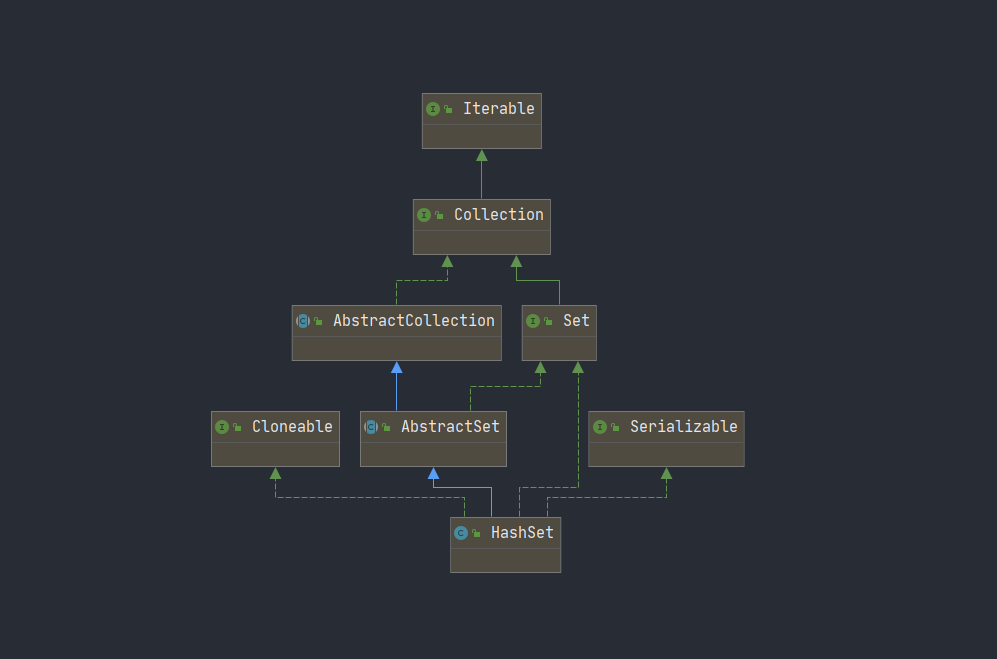 I Iterable
I Collection
C AbstractCollection
I Set
I Cloneable
C AbstractSet
I Serializable
C HashSet